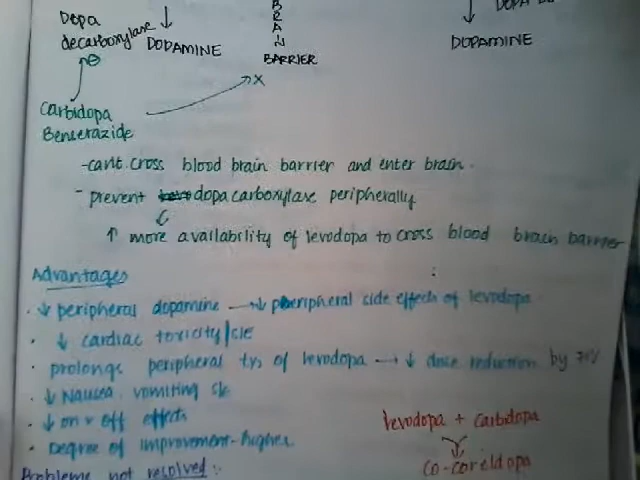 Dopa
decarboxylase
DOPAMINE
BRAIN
BARRIER
DOPAMINE
Carbidopa
Benserazide
x
-cant cross blood brain barrier and enter brain.
- prevent dopa carboxylase peripherally
↑ more availability of levodopa to cross blood brain barrier
Advantages
· ↓ peripheral dopamine → ↓ peripheral side effects of levodopa
· ↓ cardiac toxicity/s/e
· prolongs peripheral t½ of levodopa → ↓ dose reduction by
· ↓ Nausea vomiting s/e
· ↓ on & off effects
· Degree of improvement-higher
levodopa + carbidopa
co-coreldopa
Problems not resolved: